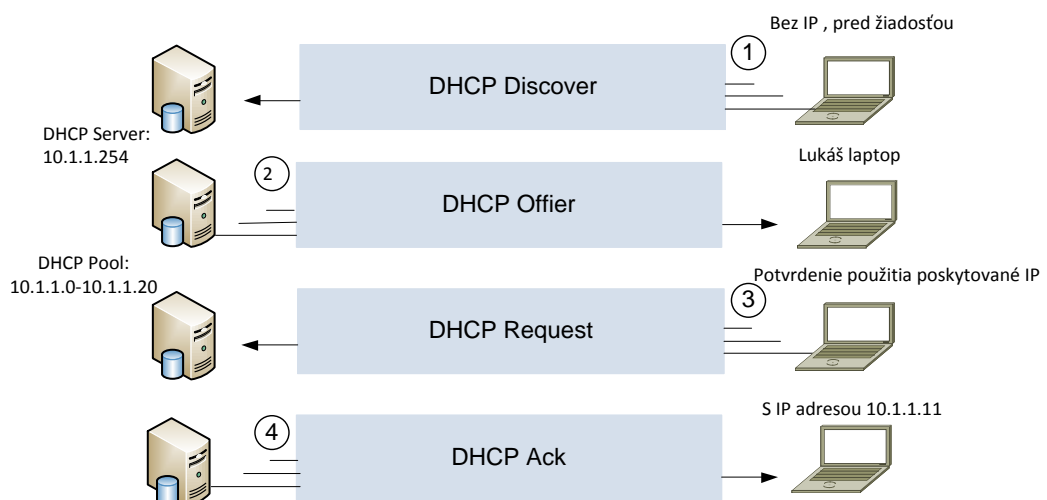 Bez IP , pred žiadosťou
1
DHCP Discover
DHCP Server:
10.1.1.254
2
DHCP Offier
Lukáš laptop
DHCP Pool:
10.1.1.0-10.1.1.20
Potvrdenie použitia poskytované IP
3
DHCP Request
S IP adresou 10.1.1.11
4
DHCP Ack